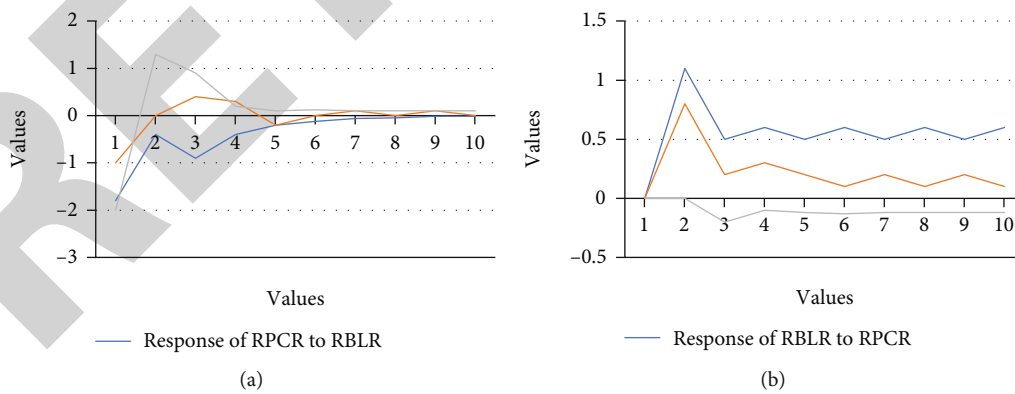 2
1
0
−1
−2
−3
Values
1 2 3 4 5 6 7 8 9 10
Values
Response of RPCR to RBLR
(a)
1.5
1
0.5
0
−0.5
Values
1 2 3 4 5 6 7 8 9 10
Values
Response of RBLR to RPCR
(b)